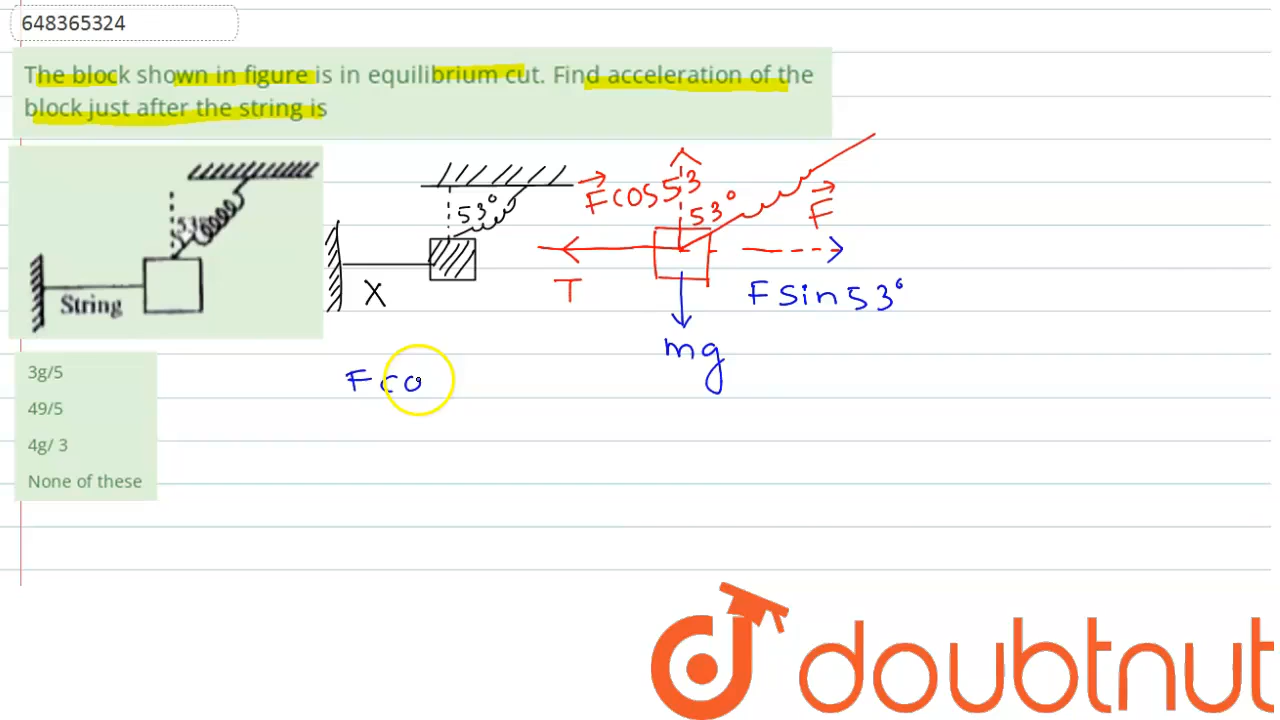 648365324
The block shown in figure is in equilibrium cut. Find acceleration of the
block just after the string is
53°
String
53°
X
F cos 53
53°
F
T
F sin 53°
mg
F co
3g/5
49/5
4g/ 3
None of these
doubtnut